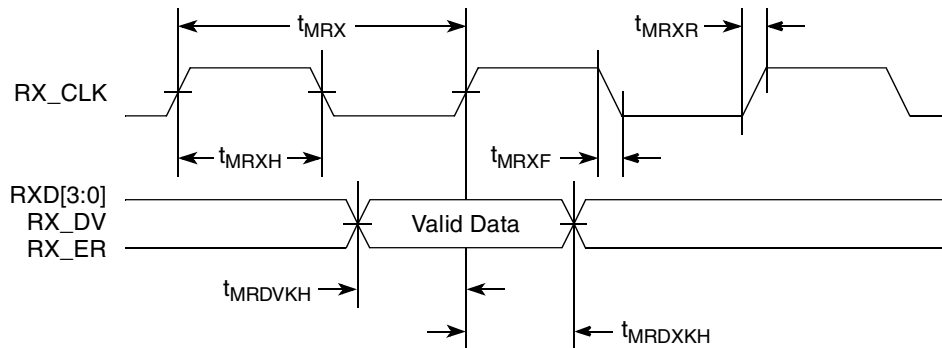 tMRX
tMRXR
RX_CLK
tMRXH
tMRXF
RXD[3:0]
RX_DV
Valid Data
RX_ER
tMRDVKH
tMRDXKH